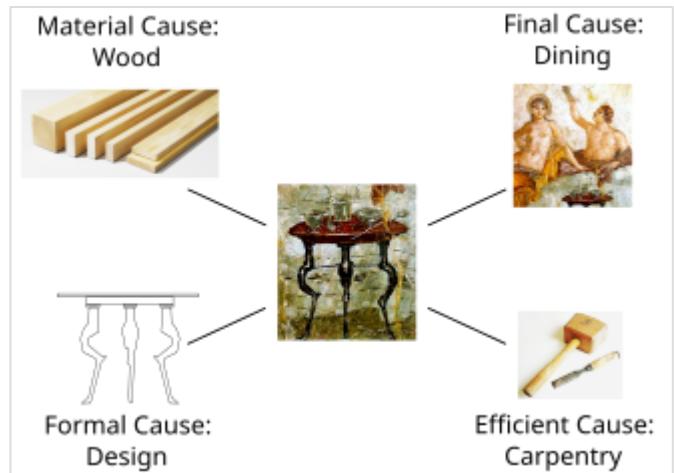 Material Cause:
Wood
Final Cause:
Dining
Formal Cause:
Design
Efficient Cause:
Carpentry